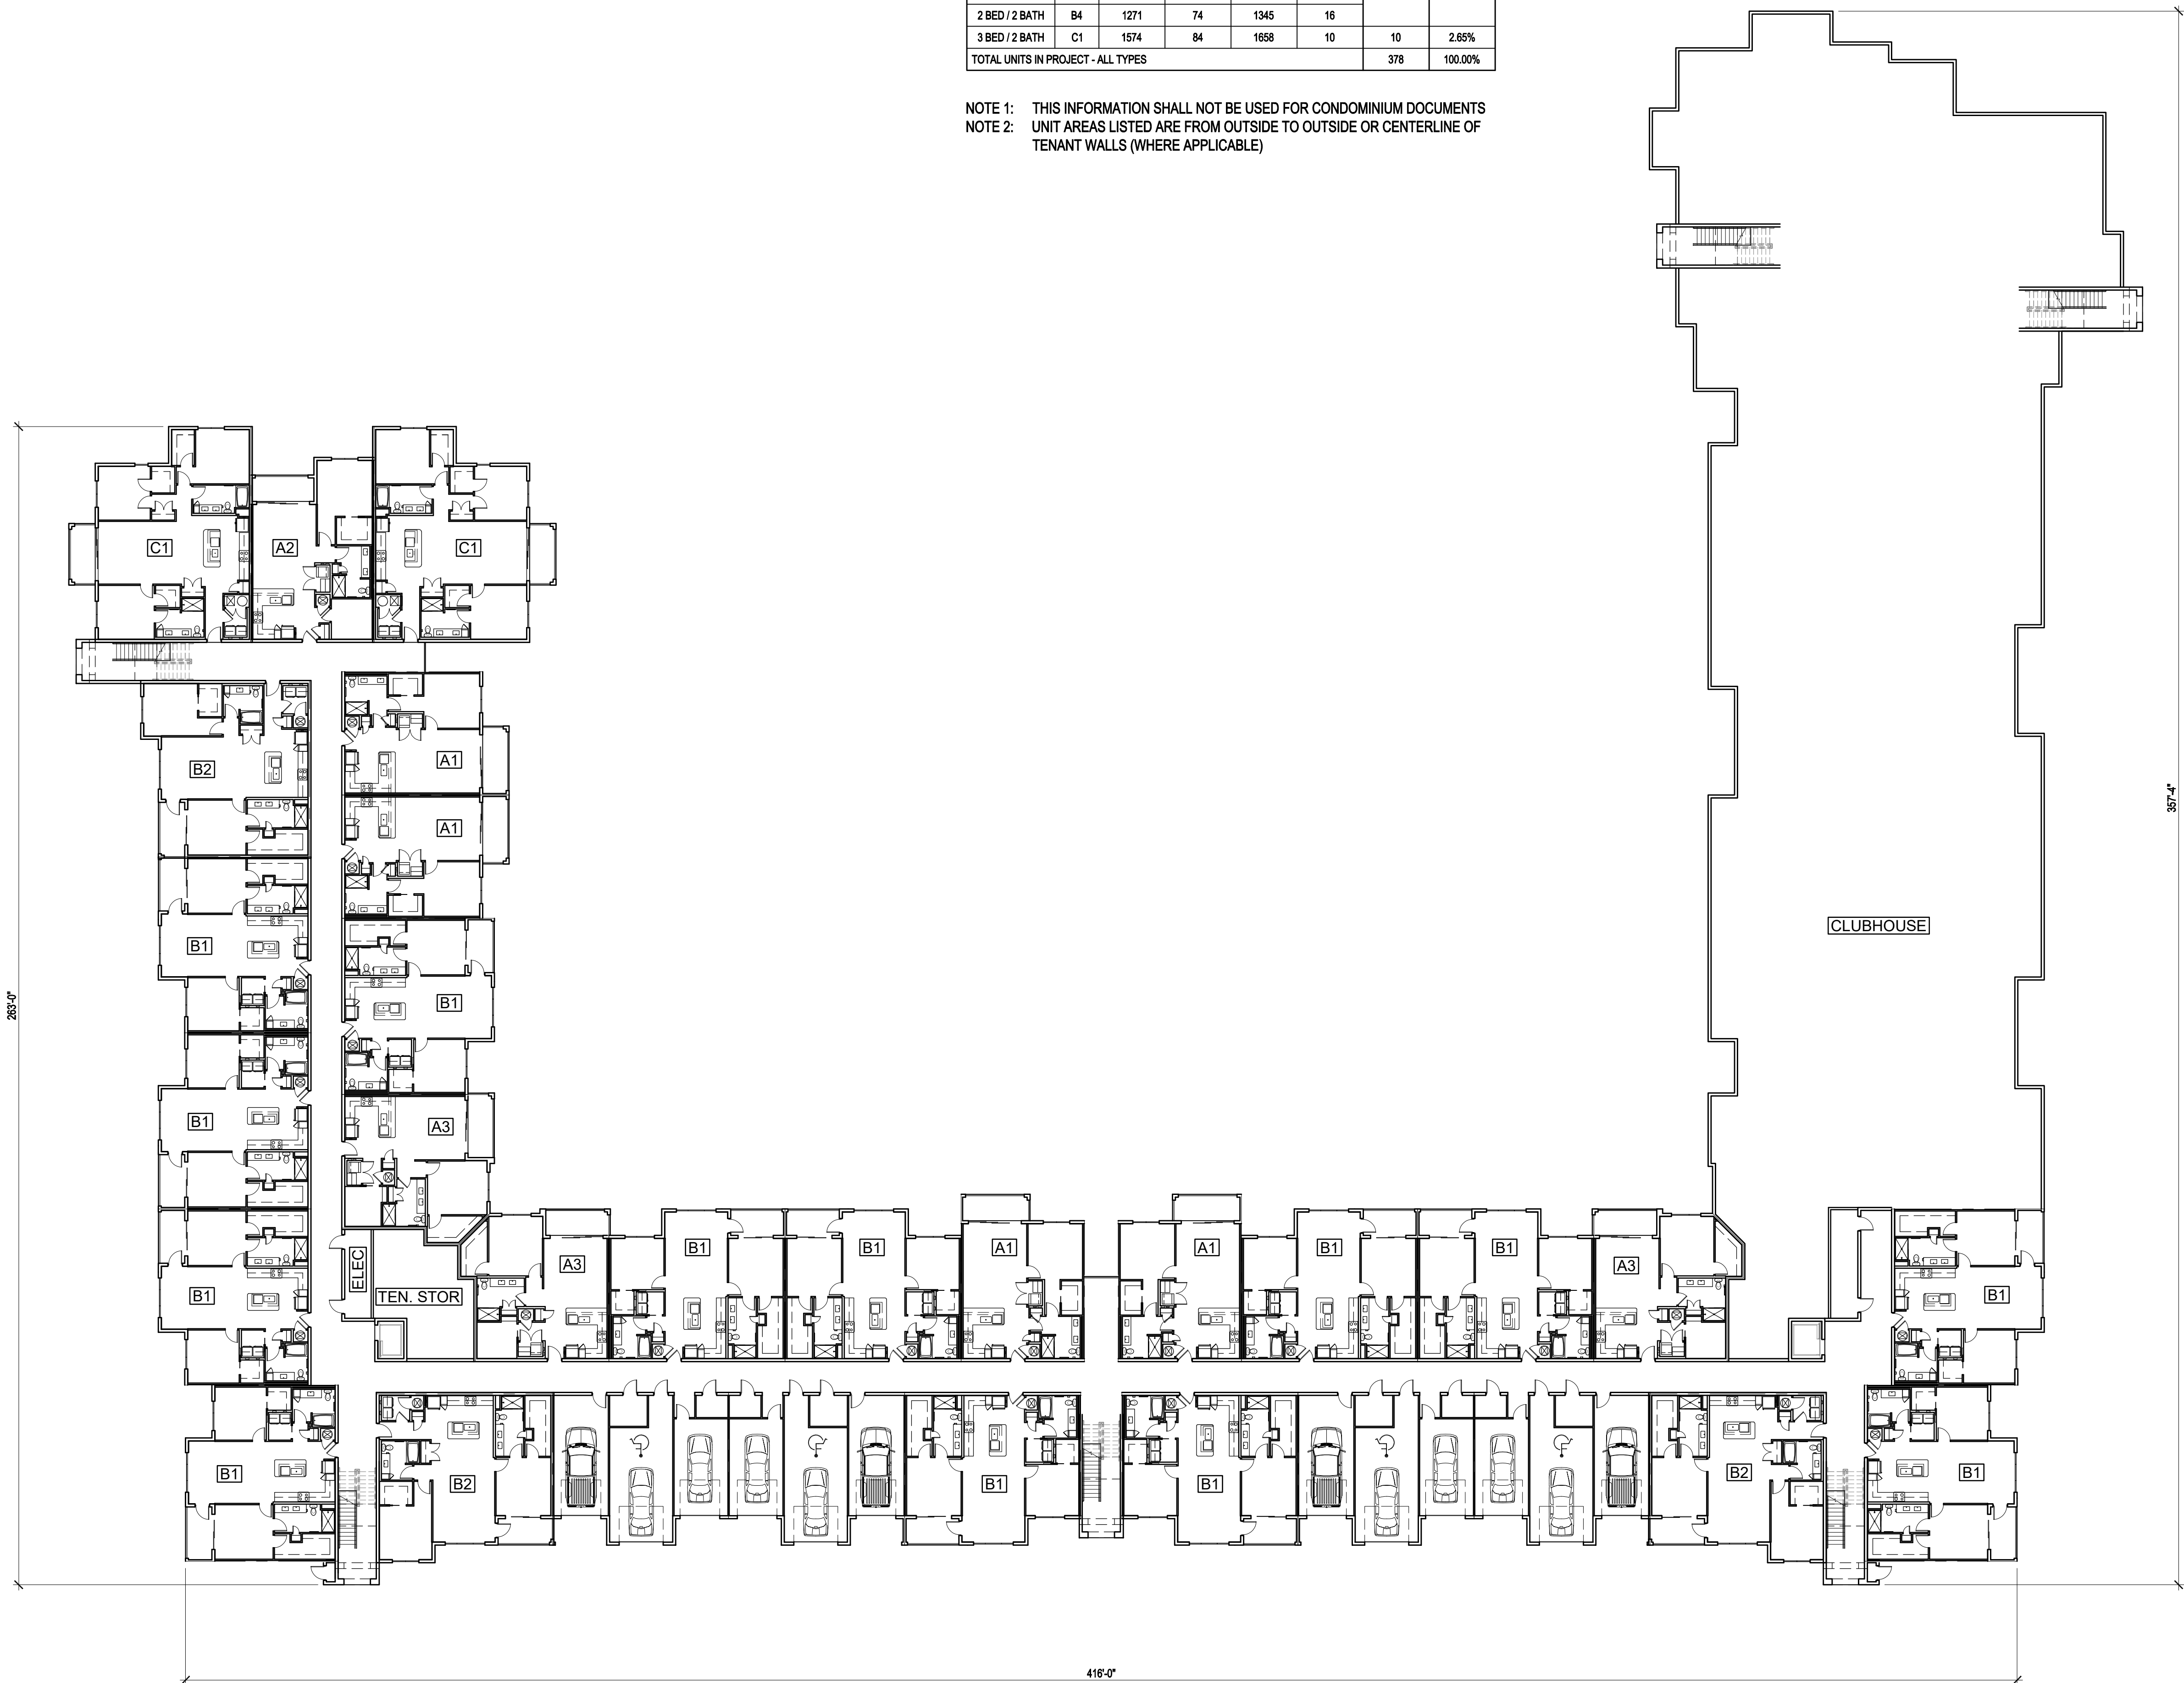 2 BED / 2 BATH B4 1271 74 1345 16
3 BED / 2 BATH C1 1574 84 1658 10 10 2.65%
TOTAL UNITS IN PROJECT - ALL TYPES 378 100.00%
NOTE 1: THIS INFORMATION SHALL NOT BE USED FOR CONDOMINIUM DOCUMENTS
NOTE 2: UNIT AREAS LISTED ARE FROM OUTSIDE TO OUTSIDE OR CENTERLINE OF
TENANT WALLS (WHERE APPLICABLE)
C1 A2 C1
A1
B2
357'-4"
A1
CLUBHOUSE
B1
B1
263'-0"
B1
A3
B1 B1 A1 A1 B1 B1
A3 A3
ELEC
TEN. STOR
B1
B1
B1
B2
B1
B1
B2
B1
416'-0"